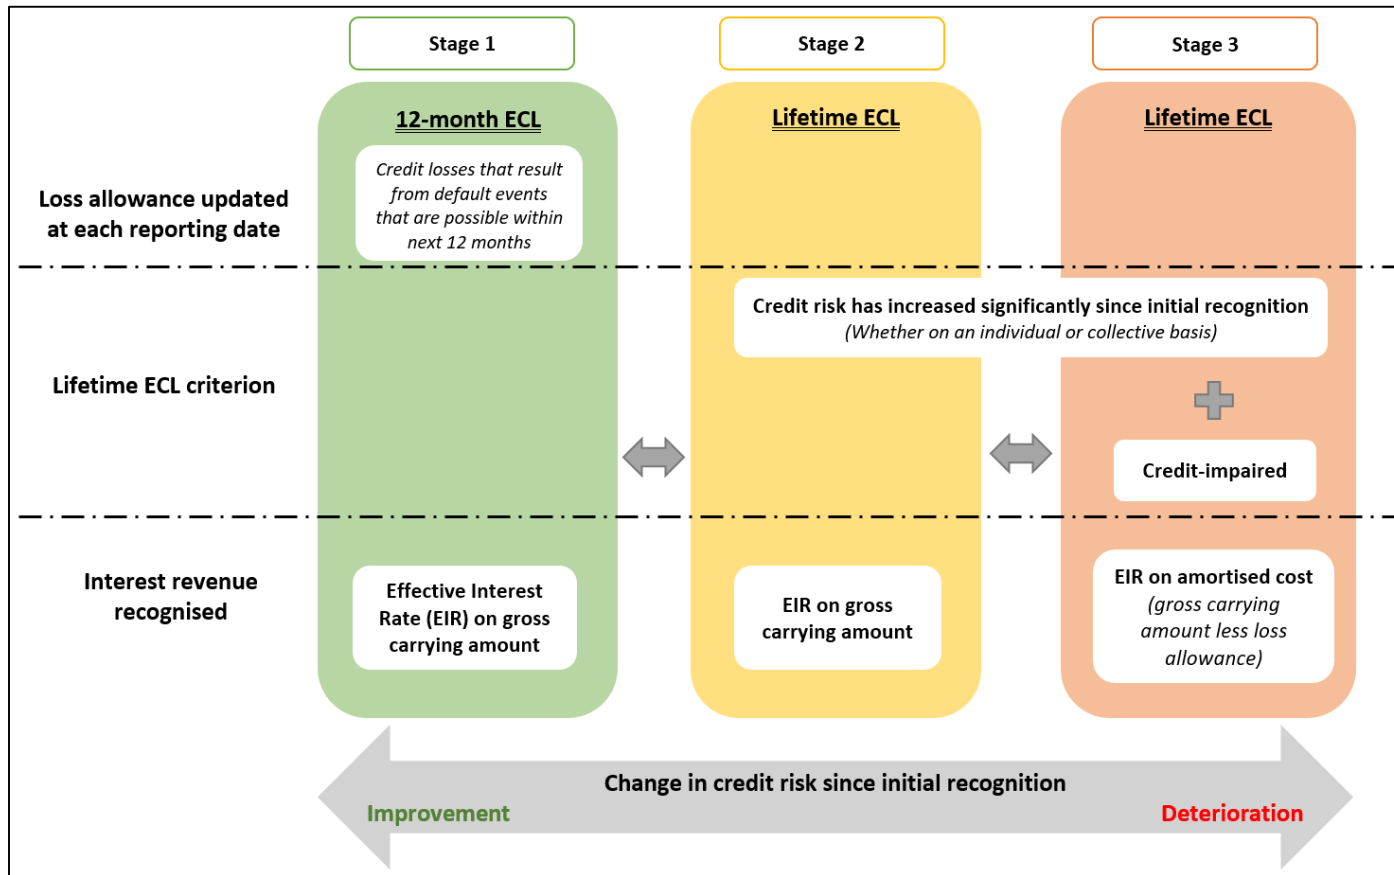 Stage 1
Stage 2
Stage 3
12-month ECL
Lifetime ECL
Lifetime ECL
Loss allowance updated
at each reporting date
Credit losses that result
from default events
that are possible within
next 12 months
Lifetime ECL criterion
Credit risk has increased significantly since initial recognition
(Whether on an individual or collective basis)
Credit-impaired
Interest revenue
recognised
Effective Interest
Rate (EIR) on gross
carrying amount
EIR on gross
carrying amount
EIR on amortised cost
(gross carrying
amount less loss
allowance)
Change in credit risk since initial recognition
Improvement
Deterioration